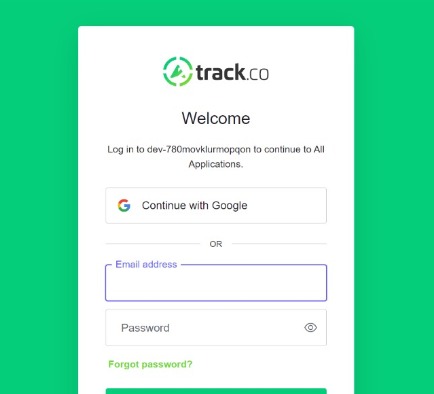 track.co
Welcome
Log in to dev-780movklurmopqon to continue to All
Applications.
Continue with Google
OR
Email address
Password
Forgot password?